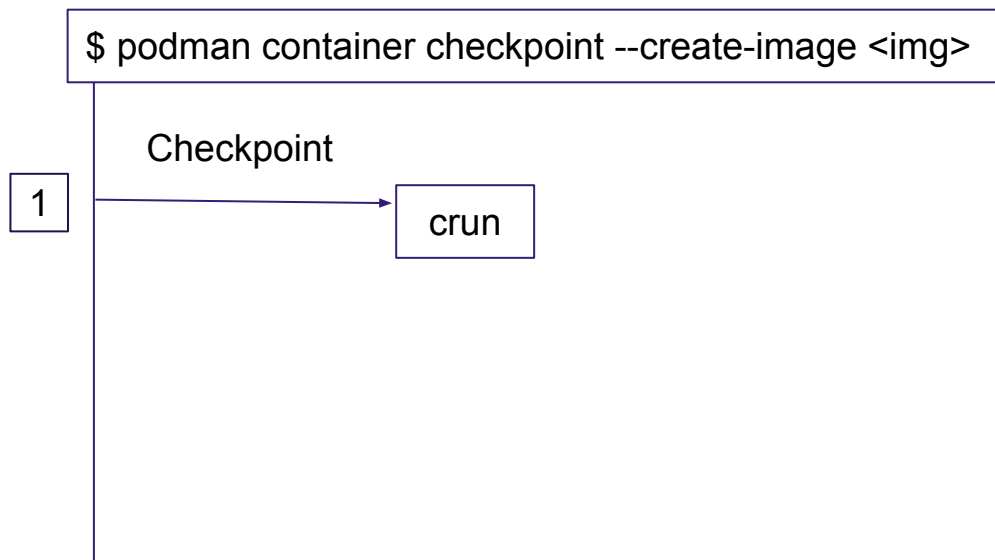 $ podman container checkpoint --create-image <img>
Checkpoint
1
crun